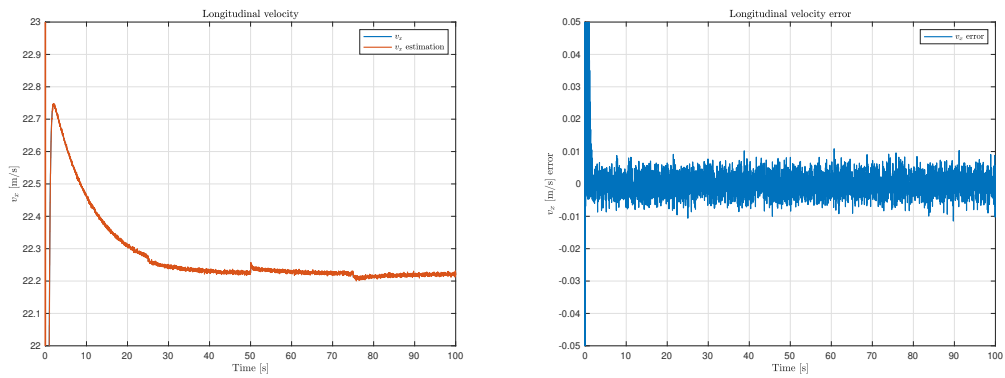 Longitudinal velocity
23
22.9
22.8
22.7
22.6
22.5
22.4
22.3
22.2
22.1
22
v_x [m/s]
v_x
v_x estimation
0 10 20 30 40 50 60 70 80 90 100
Time [s]
Longitudinal velocity error
0.05
0.04
0.03
0.02
0.01
0
-0.01
-0.02
-0.03
-0.04
-0.05
v_x [m/s] error
v_x error
0 10 20 30 40 50 60 70 80 90 100
Time [s]